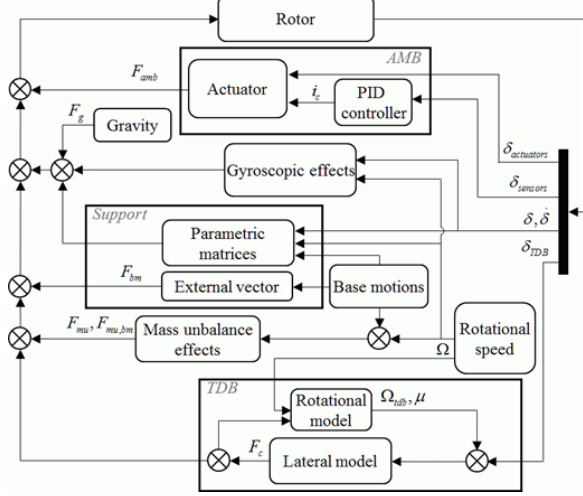 Rotor
AMB
F_amb
Actuator
i_c
PID
controller
F_g
Gravity
δ_actuators
Gyroscopic effects
δ_sensors
δ, δ̇
Support
Parametric
matrices
δ_TDB
F_bm
External vector
Base motions
F_mu, F_mu,bm
Mass unbalance
effects
Ω
Rotational
speed
TDB
Rotational
model
Ω_tdb, μ
F_c
Lateral model